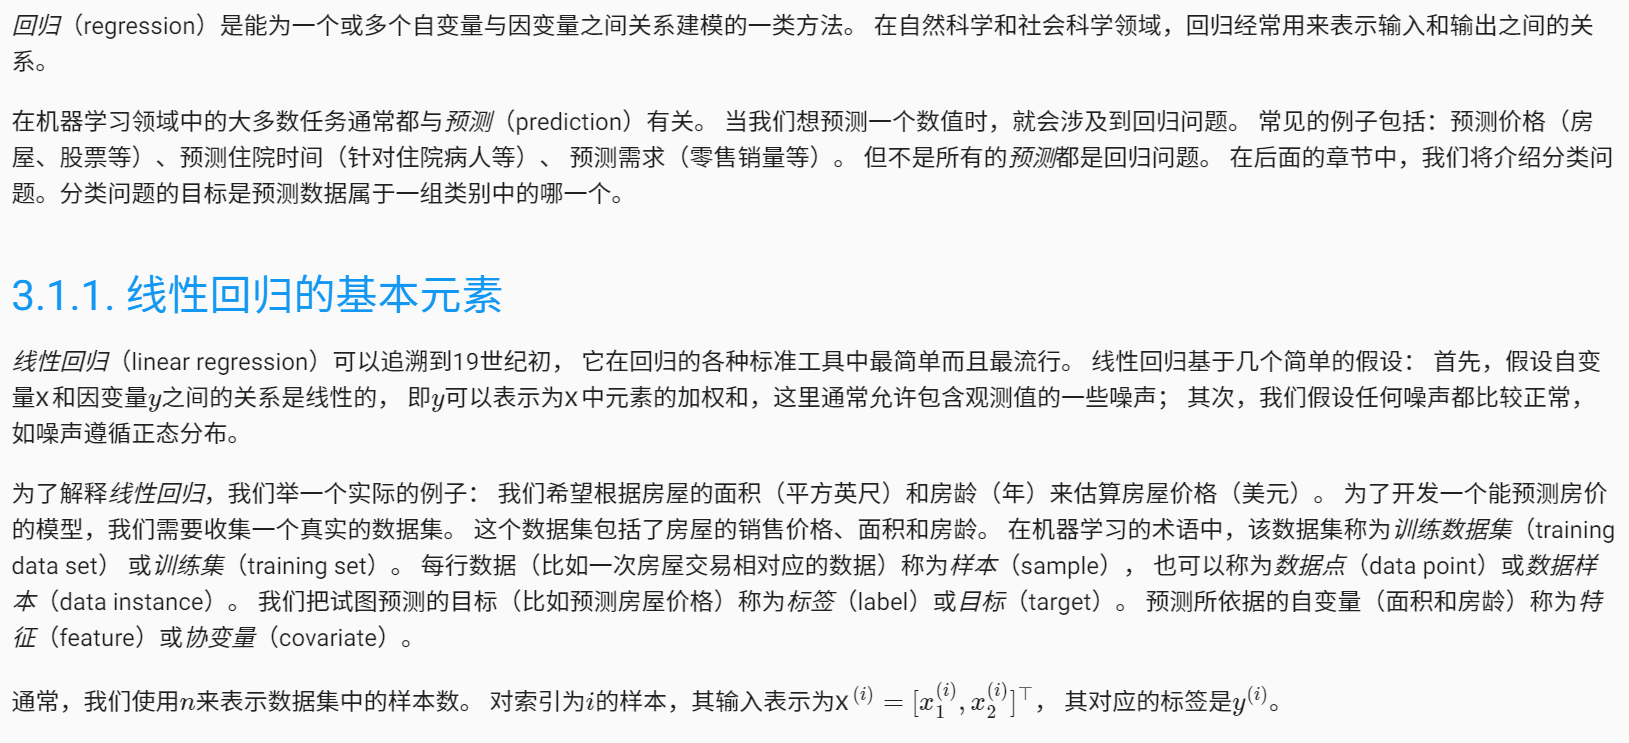 回归（regression）是能为一个或多个自变量与因变量之间关系建模的一类方法。 在自然科学和社会科学领域，回归经常用来表示输入和输出之间的关
系。
在机器学习领域中的大多数任务通常都与预测（prediction）有关。 当我们想预测一个数值时，就会涉及到回归问题。 常见的例子包括：预测价格（房
屋、股票等）、预测住院时间（针对住院病人等）、 预测需求（零售销量等）。 但不是所有的预测都是回归问题。 在后面的章节中，我们将介绍分类问
题。分类问题的目标是预测数据属于一组类别中的哪一个。
3.1.1. 线性回归的基本元素
线性回归（linear regression）可以追溯到19世纪初， 它在回归的各种标准工具中最简单而且最流行。 线性回归基于几个简单的假设： 首先，假设自变
量x和因变量y之间的关系是线性的， 即y可以表示为x中元素的加权和，这里通常允许包含观测值的一些噪声； 其次，我们假设任何噪声都比较正常，
如噪声遵循正态分布。
为了解释线性回归，我们举一个实际的例子： 我们希望根据房屋的面积（平方英尺）和房龄（年）来估算房屋价格（美元）。 为了开发一个能预测房价
的模型，我们需要收集一个真实的数据集。 这个数据集包括了房屋的销售价格、面积和房龄。 在机器学习的术语中，该数据集称为训练数据集（training
data set） 或训练集（training set）。 每行数据（比如一次房屋交易相对应的数据）称为样本（sample）， 也可以称为数据点（data point）或数据样
本（data instance）。 我们把试图预测的目标（比如预测房屋价格）称为标签（label）或目标（target）。 预测所依据的自变量（面积和房龄）称为特
征（feature）或协变量（covariate）。
通常，我们使用n来表示数据集中的样本数。 对索引为i的样本，其输入表示为x^{(i)} = [x_1^{(i)}, x_2^{(i)}]^⊤， 其对应的标签是y^{(i)}。